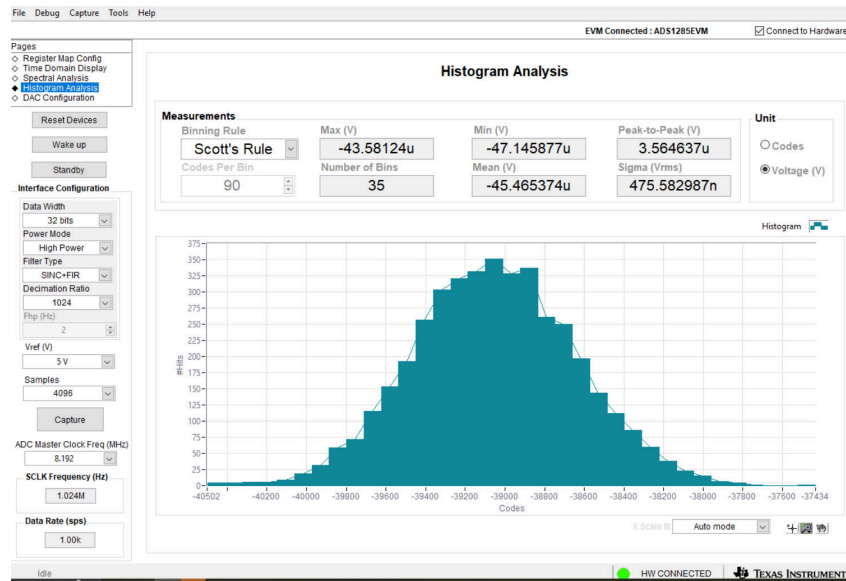 File Debug Capture Tools Help
EVM Connected : ADS1285EVM
Connect to Hardware
Pages
Register Map Config
Time Domain Display
Spectral Analysis
Histogram Analysis
DAC Configuration
Reset Devices
Wake up
Standby
Interface Configuration
Data Width
32 bits
Power Mode
High Power
Filter Type
SINC+FIR
Decimation Ratio
1024
Fhp (Hz)
2
Vref (V)
5 V
Samples
4096
Capture
ADC Master Clock Freq (MHz)
8.192
SCLK Frequency (Hz)
1.024M
Data Rate (sps)
1.00k
Histogram Analysis
Measurements
Binning Rule Max (V) Min (V) Peak-to-Peak (V)
Scott's Rule -43.58124u -47.145877u 3.564637u
Codes Per Bin Number of Bins Mean (V) Sigma (Vrms)
90 35 -45.465374u 475.582987n
Unit
Codes
Voltage (V)
Histogram
#Hits
375
350
325
300
275
250
225
200
175
150
125
100
75
50
25
0
-40502 -40200 -40000 -39800 -39600 -39400 -39200 -39000 -38800 -38600 -38400 -38200 -38000 -37800 -37600 -37434
Codes
X Scale fit Auto mode
Idle
HW CONNECTED
TEXAS INSTRUMENT